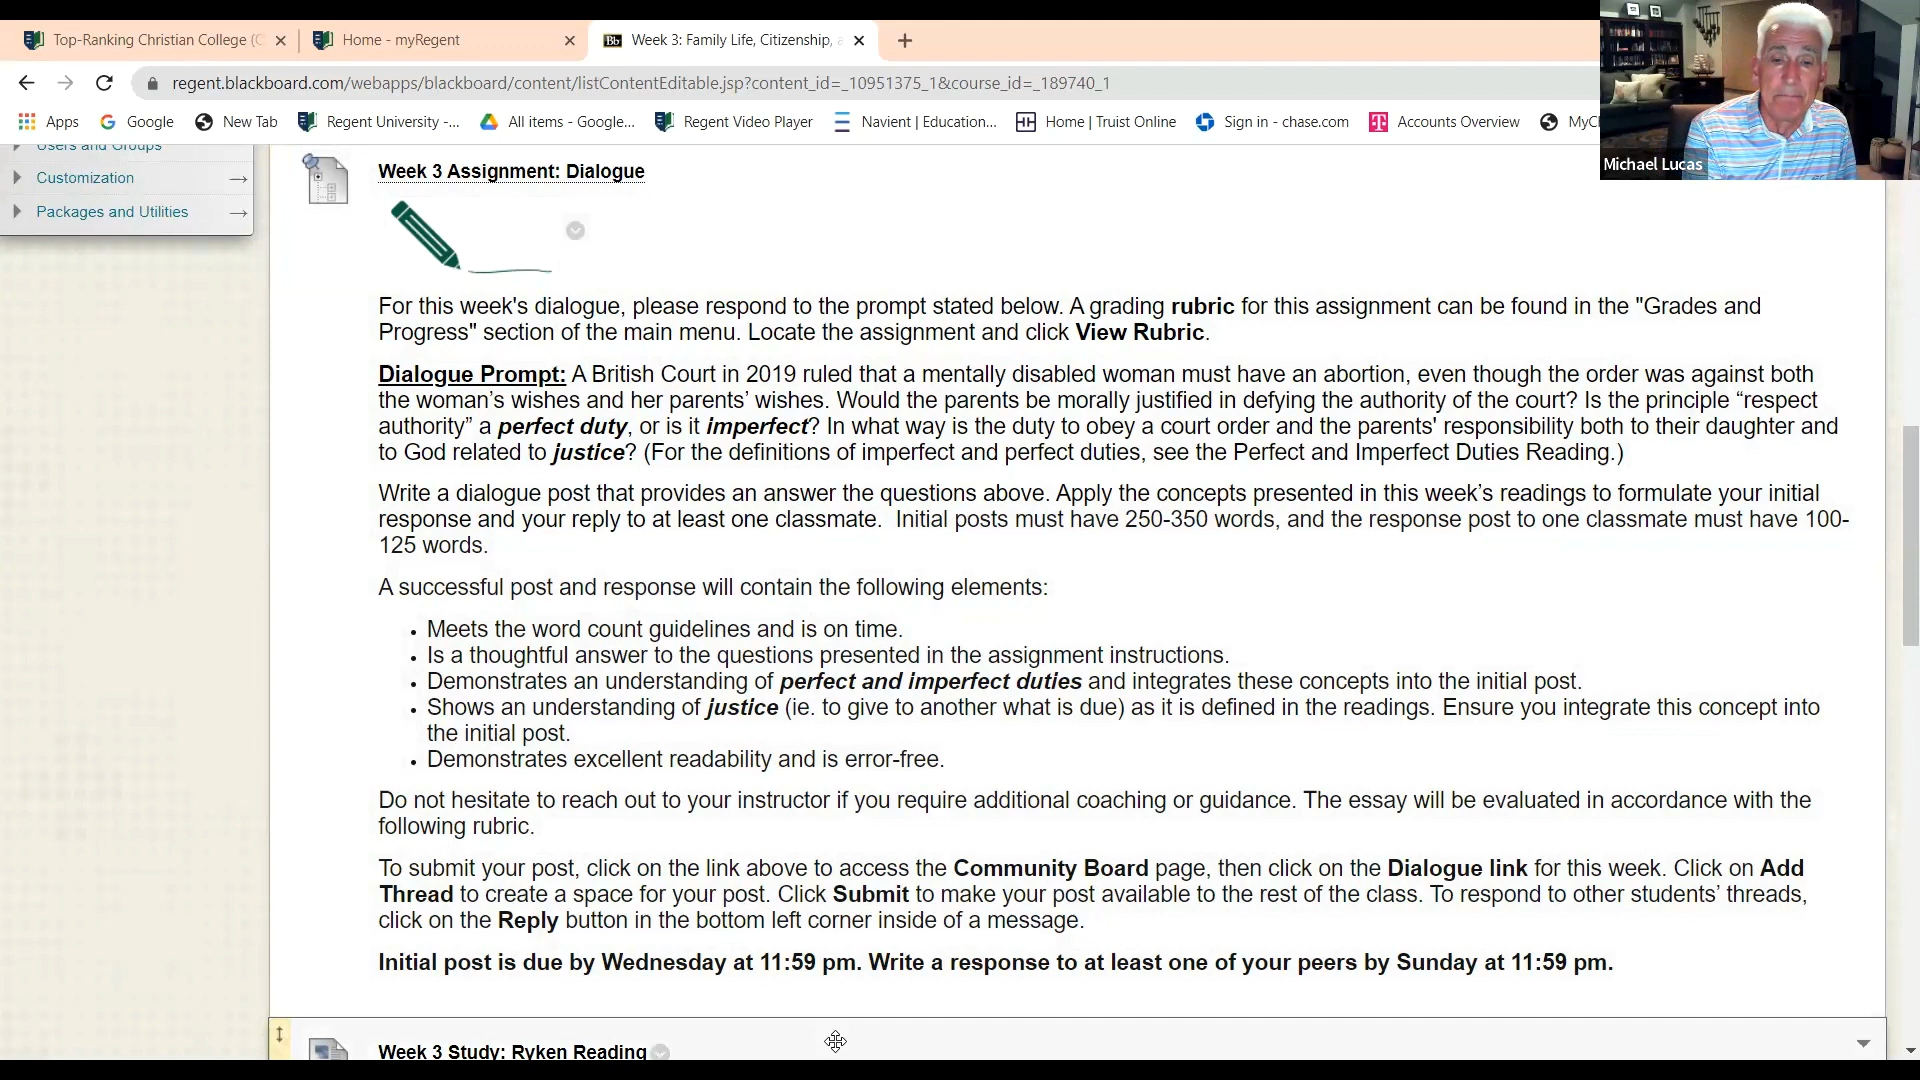 Top-Ranking Christian College (
Home - myRegent
Bb Week 3: Family Life, Citizenship,
regent.blackboard.com/webapps/blackboard/content/listContentEditable.jsp?content_id=_10951375_1&course_id=_189740_1
Apps Google New Tab Regent University -... All items - Google... Regent Video Player Navient | Education... Home | Truist Online Sign in - chase.com Accounts Overview MyC
Michael Lucas
Users and Groups
Customization
Packages and Utilities
Week 3 Assignment: Dialogue
For this week's dialogue, please respond to the prompt stated below. A grading rubric for this assignment can be found in the "Grades and
Progress" section of the main menu. Locate the assignment and click View Rubric.
Dialogue Prompt: A British Court in 2019 ruled that a mentally disabled woman must have an abortion, even though the order was against both
the woman's wishes and her parents' wishes. Would the parents be morally justified in defying the authority of the court? Is the principle “respect
authority” a perfect duty, or is it imperfect? In what way is the duty to obey a court order and the parents' responsibility both to their daughter and
to God related to justice? (For the definitions of imperfect and perfect duties, see the Perfect and Imperfect Duties Reading.)
Write a dialogue post that provides an answer the questions above. Apply the concepts presented in this week’s readings to formulate your initial
response and your reply to at least one classmate.  Initial posts must have 250-350 words, and the response post to one classmate must have 100-
125 words.
A successful post and response will contain the following elements:
• Meets the word count guidelines and is on time.
• Is a thoughtful answer to the questions presented in the assignment instructions.
• Demonstrates an understanding of perfect and imperfect duties and integrates these concepts into the initial post.
• Shows an understanding of justice (ie. to give to another what is due) as it is defined in the readings. Ensure you integrate this concept into
the initial post.
• Demonstrates excellent readability and is error-free.
Do not hesitate to reach out to your instructor if you require additional coaching or guidance. The essay will be evaluated in accordance with the
following rubric.
To submit your post, click on the link above to access the Community Board page, then click on the Dialogue link for this week. Click on Add
Thread to create a space for your post. Click Submit to make your post available to the rest of the class. To respond to other students’ threads,
click on the Reply button in the bottom left corner inside of a message.
Initial post is due by Wednesday at 11:59 pm. Write a response to at least one of your peers by Sunday at 11:59 pm.
Week 3 Study: Ryken Reading